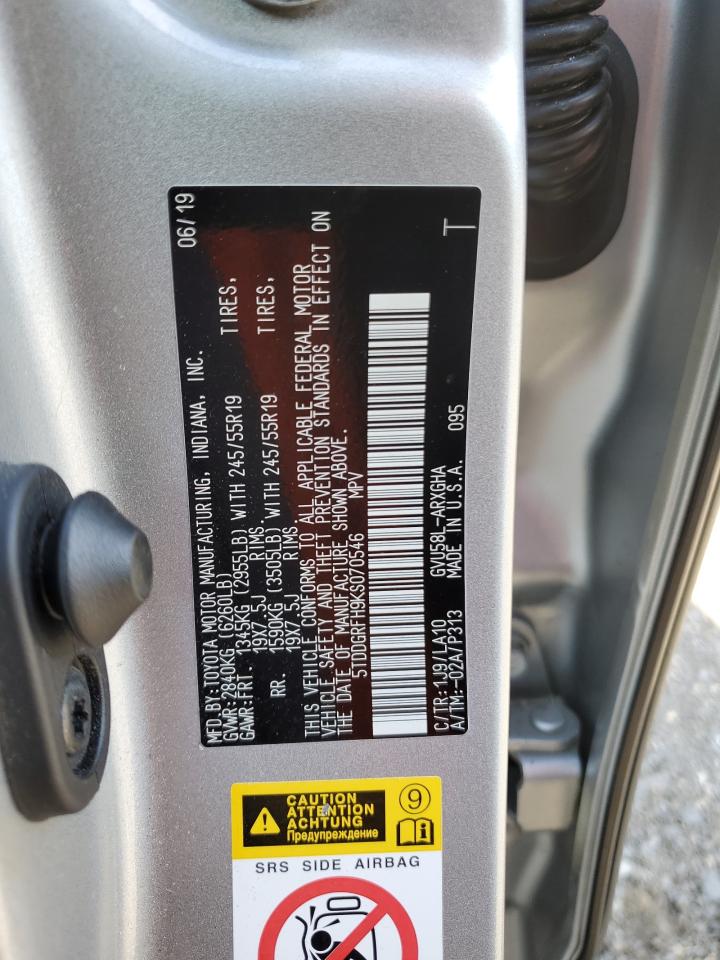 MFD.BY:TOYOTA MOTOR MANUFACTURING, INDIANA, INC. 06/19
GVWR:2840KG (6260LB)
GAWR:FRT. 1345KG (2955LB) WITH 245/55R19 TIRES,
19X7.5J RIMS.
RR. 1590KG (3505LB) WITH 245/55R19 TIRES,
19X7.5J RIMS.
THIS VEHICLE CONFORMS TO ALL APPLICABLE FEDERAL MOTOR
VEHICLE SAFETY AND THEFT PREVENTION STANDARDS IN EFFECT ON
THE DATE OF MANUFACTURE SHOWN ABOVE.
5TDDGRFH9KS070546 MPV
C/TR:1J9/LA10 GVU58L-ARXGHA T
A/TM:-02A/P313 MADE IN U.S.A. 095
CAUTION
ATTENTION
ACHTUNG
Предупреждение
9
i
SRS SIDE AIRBAG